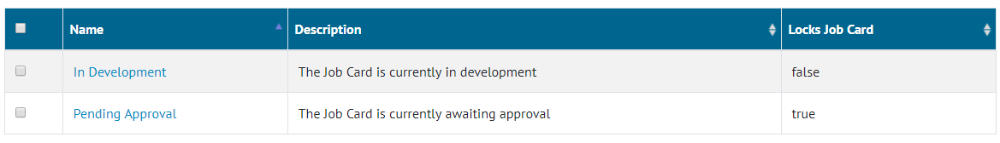 Name Description Locks Job Card
In Development The Job Card is currently in development false
Pending Approval The Job Card is currently awaiting approval true